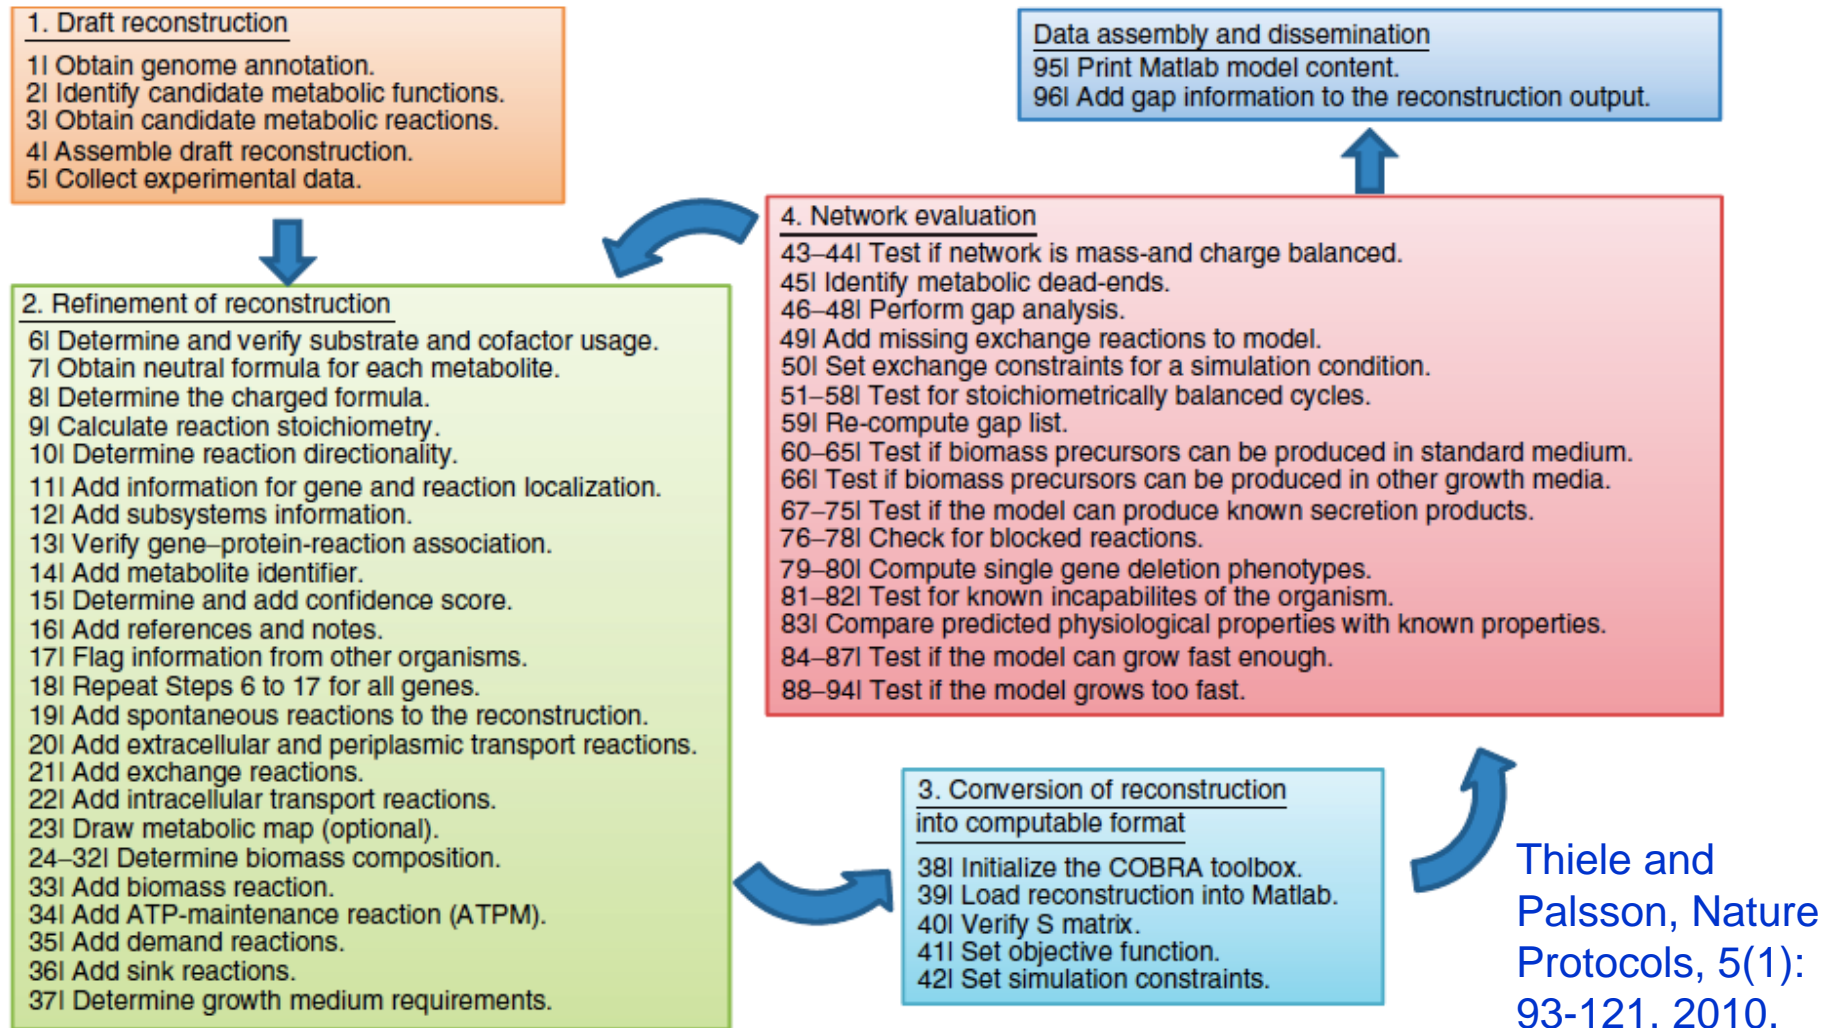 1. Draft reconstruction
1| Obtain genome annotation.
2| Identify candidate metabolic functions.
3| Obtain candidate metabolic reactions.
4| Assemble draft reconstruction.
5| Collect experimental data.
2. Refinement of reconstruction
6| Determine and verify substrate and cofactor usage.
7| Obtain neutral formula for each metabolite.
8| Determine the charged formula.
9| Calculate reaction stoichiometry.
10| Determine reaction directionality.
11| Add information for gene and reaction localization.
12| Add subsystems information.
13| Verify gene–protein-reaction association.
14| Add metabolite identifier.
15| Determine and add confidence score.
16| Add references and notes.
17| Flag information from other organisms.
18| Repeat Steps 6 to 17 for all genes.
19| Add spontaneous reactions to the reconstruction.
20| Add extracellular and periplasmic transport reactions.
21| Add exchange reactions.
22| Add intracellular transport reactions.
23| Draw metabolic map (optional).
24–32| Determine biomass composition.
33| Add biomass reaction.
34| Add ATP-maintenance reaction (ATPM).
35| Add demand reactions.
36| Add sink reactions.
37| Determine growth medium requirements.
3. Conversion of reconstruction
into computable format
38| Initialize the COBRA toolbox.
39| Load reconstruction into Matlab.
40| Verify S matrix.
41| Set objective function.
42| Set simulation constraints.
4. Network evaluation
43–44| Test if network is mass-and charge balanced.
45| Identify metabolic dead-ends.
46–48| Perform gap analysis.
49| Add missing exchange reactions to model.
50| Set exchange constraints for a simulation condition.
51–58| Test for stoichiometrically balanced cycles.
59| Re-compute gap list.
60–65| Test if biomass precursors can be produced in standard medium.
66| Test if biomass precursors can be produced in other growth media.
67–75| Test if the model can produce known secretion products.
76–78| Check for blocked reactions.
79–80| Compute single gene deletion phenotypes.
81–82| Test for known incapabilites of the organism.
83| Compare predicted physiological properties with known properties.
84–87| Test if the model can grow fast enough.
88–94| Test if the model grows too fast.
Data assembly and dissemination
95| Print Matlab model content.
96| Add gap information to the reconstruction output.
Thiele and
Palsson, Nature
Protocols, 5(1):
93-121, 2010.